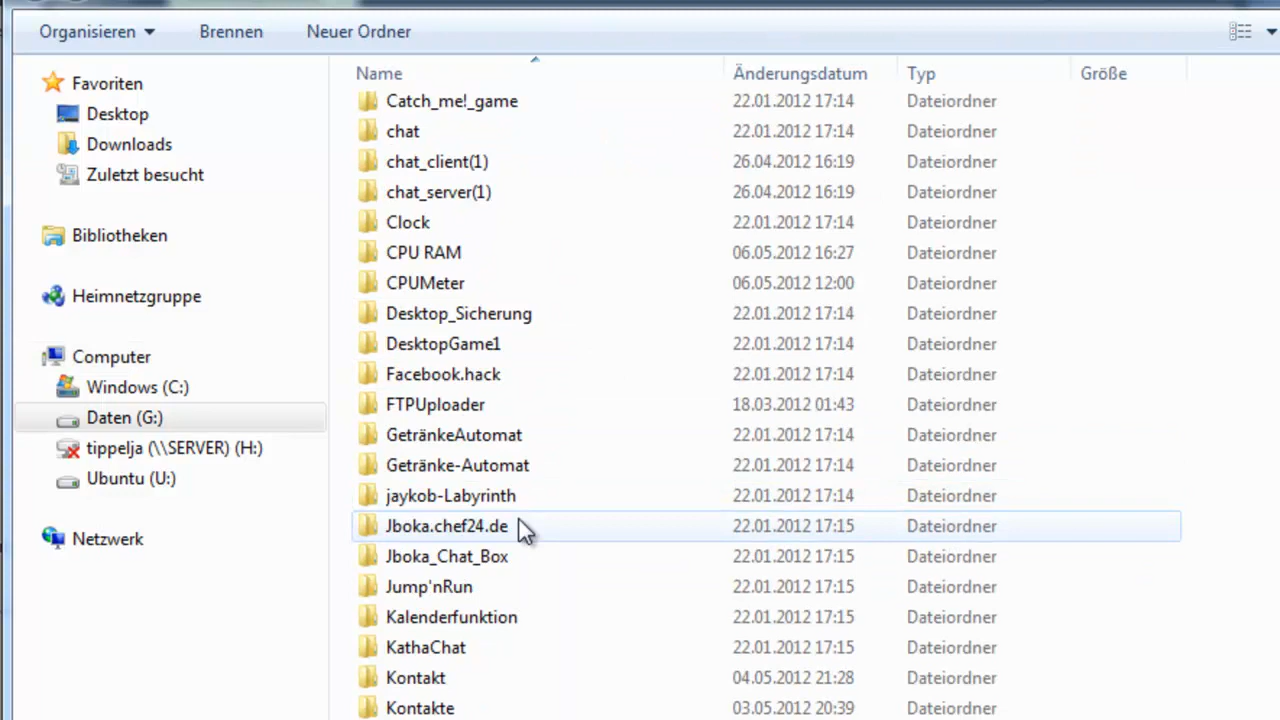 Organisieren Brennen Neuer Ordner
Favoriten
Desktop
Downloads
Zuletzt besucht
Bibliotheken
Heimnetzgruppe
Computer
Windows (C:)
Daten (G:)
tippelja (\\SERVER) (H:)
Ubuntu (U:)
Netzwerk
Name Änderungsdatum Typ Größe
Catch_me!_game 22.01.2012 17:14 Dateiordner
chat 22.01.2012 17:14 Dateiordner
chat_client(1) 26.04.2012 16:19 Dateiordner
chat_server(1) 26.04.2012 16:19 Dateiordner
Clock 22.01.2012 17:14 Dateiordner
CPU RAM 06.05.2012 16:27 Dateiordner
CPUMeter 06.05.2012 12:00 Dateiordner
Desktop_Sicherung 22.01.2012 17:14 Dateiordner
DesktopGame1 22.01.2012 17:14 Dateiordner
Facebook.hack 22.01.2012 17:14 Dateiordner
FTPUploader 18.03.2012 01:43 Dateiordner
GetränkeAutomat 22.01.2012 17:14 Dateiordner
Getränke-Automat 22.01.2012 17:14 Dateiordner
jaykob-Labyrinth 22.01.2012 17:14 Dateiordner
Jboka.chef24.de 22.01.2012 17:15 Dateiordner
Jboka_Chat_Box 22.01.2012 17:15 Dateiordner
Jump'nRun 22.01.2012 17:15 Dateiordner
Kalenderfunktion 22.01.2012 17:15 Dateiordner
KathaChat 22.01.2012 17:15 Dateiordner
Kontakt 04.05.2012 21:28 Dateiordner
Kontakte 03.05.2012 20:39 Dateiordner